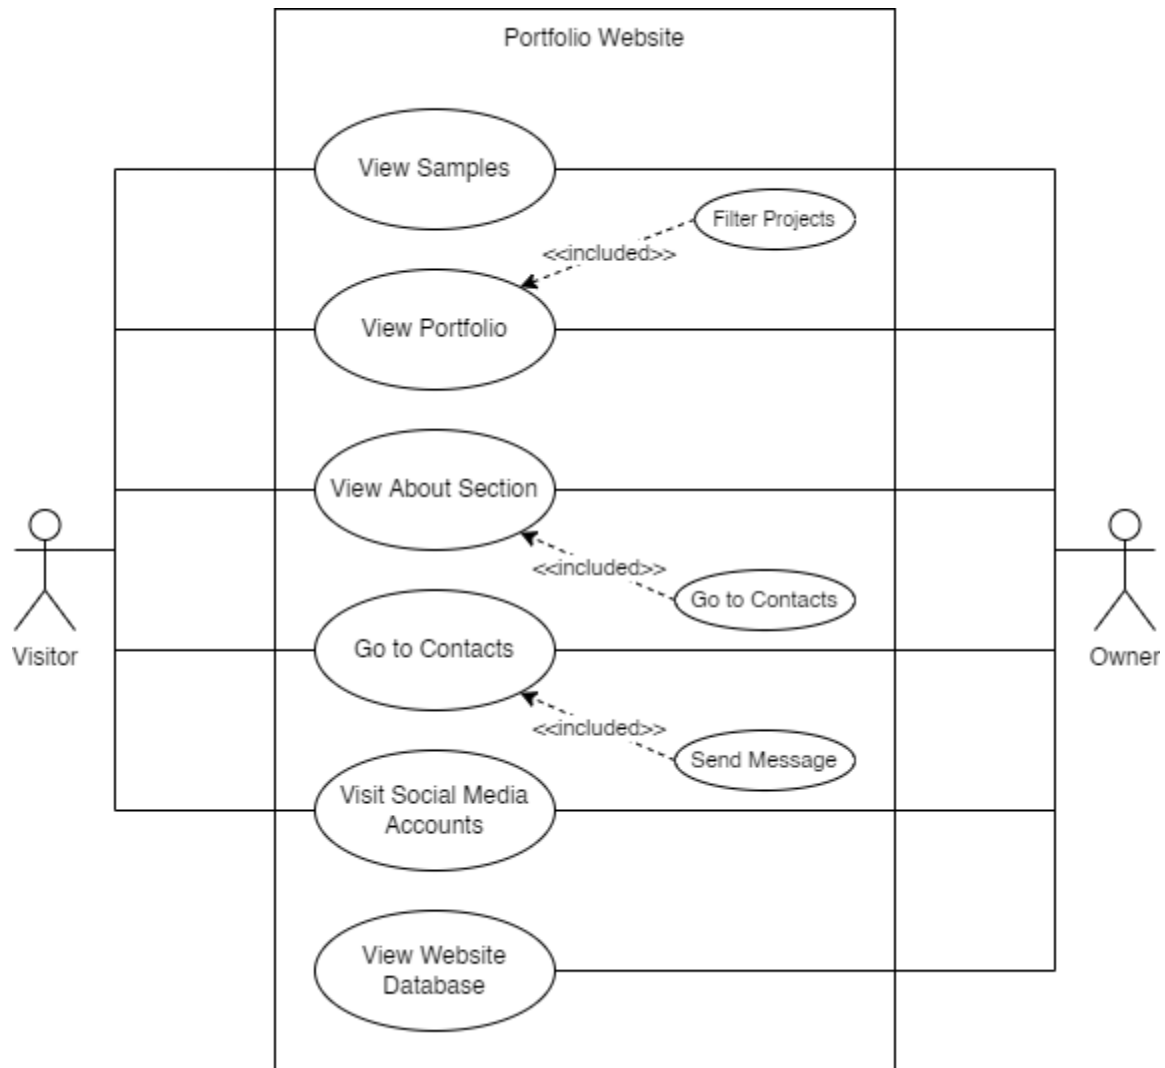 Portfolio Website
View Samples
Filter Projects
<<included>>
View Portfolio
View About Section
<<included>>
Go to Contacts
Go to Contacts
Visitor
Owner
<<included>>
Send Message
Visit Social Media
Accounts
View Website
Database